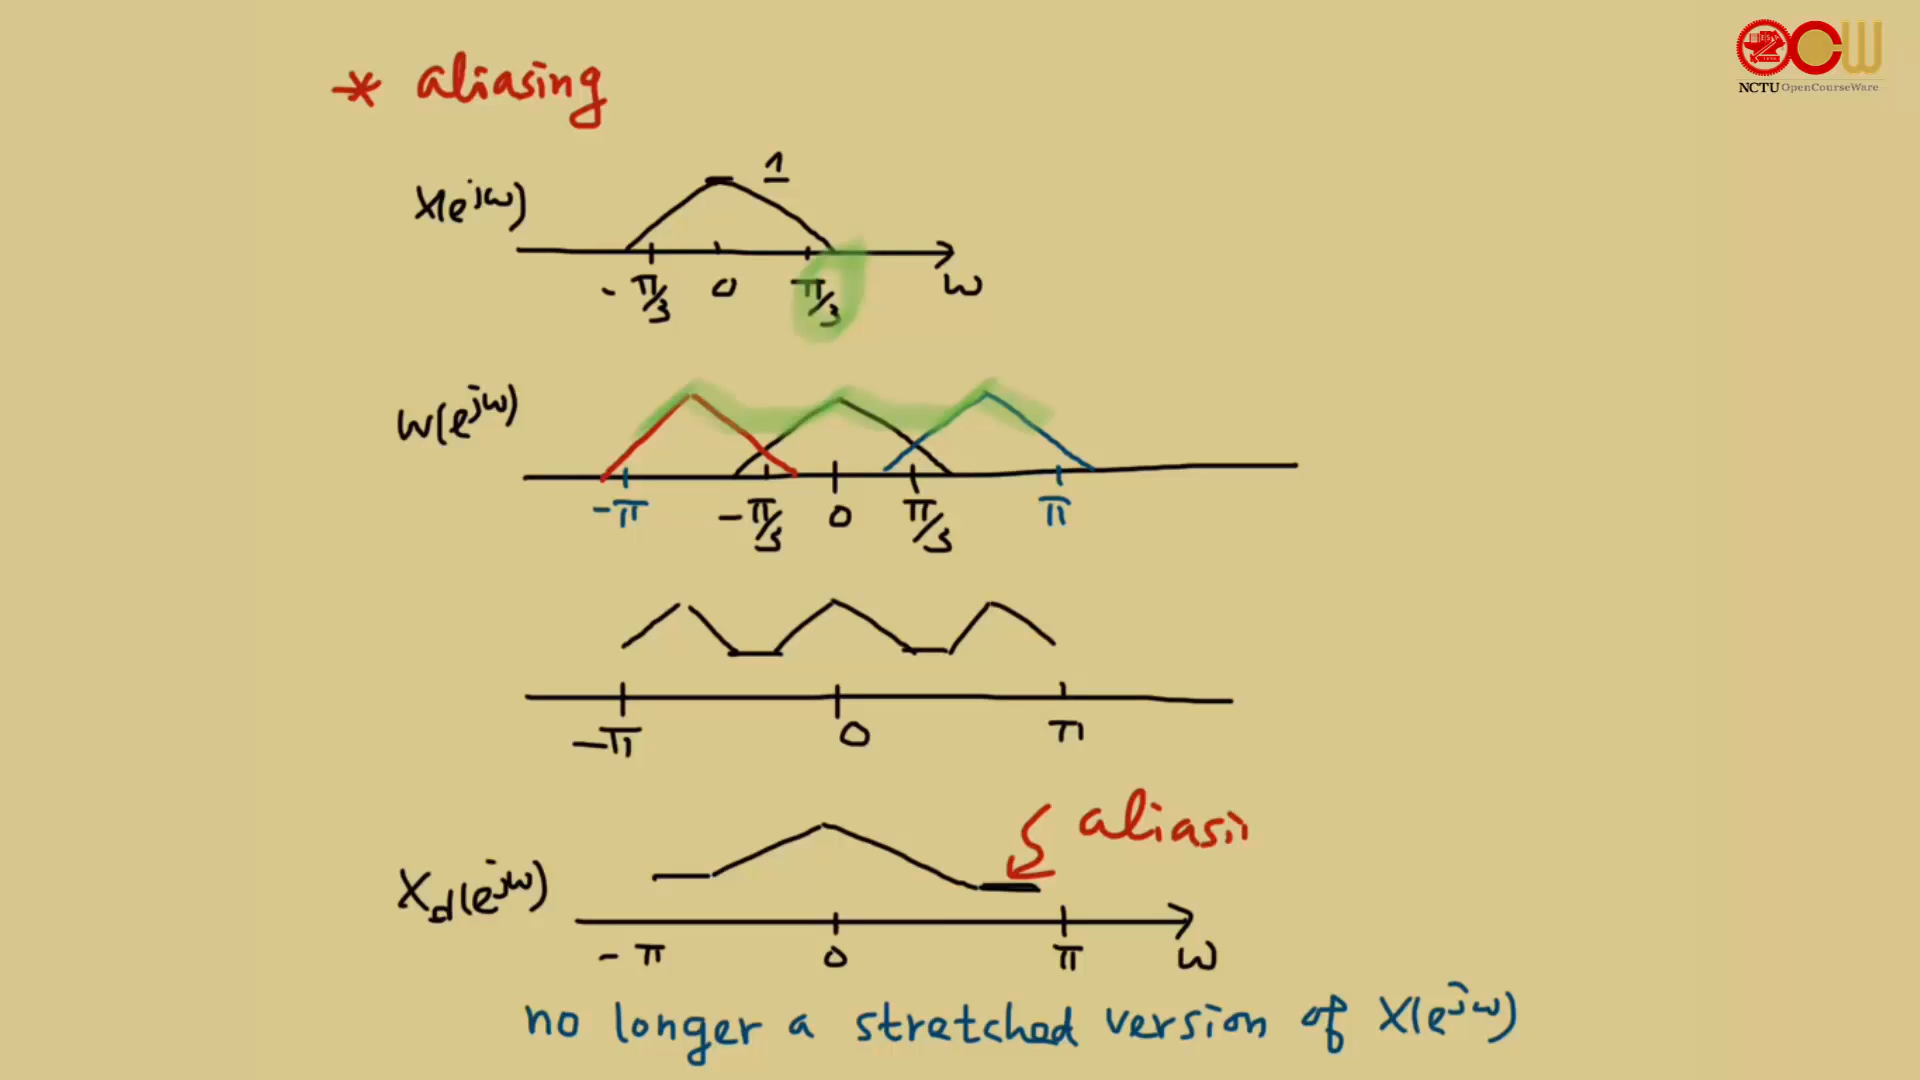 * aliasing
OCW
NCTU OpenCourseWare
1
X(e^jω)
-π/3 0 π/3 ω
W(e^jω)
-π -π/3 0 π/3 π
-π 0 π
aliasi
X_d(e^jω)
-π 0 π ω
no longer a stretched version of X(e^jω)